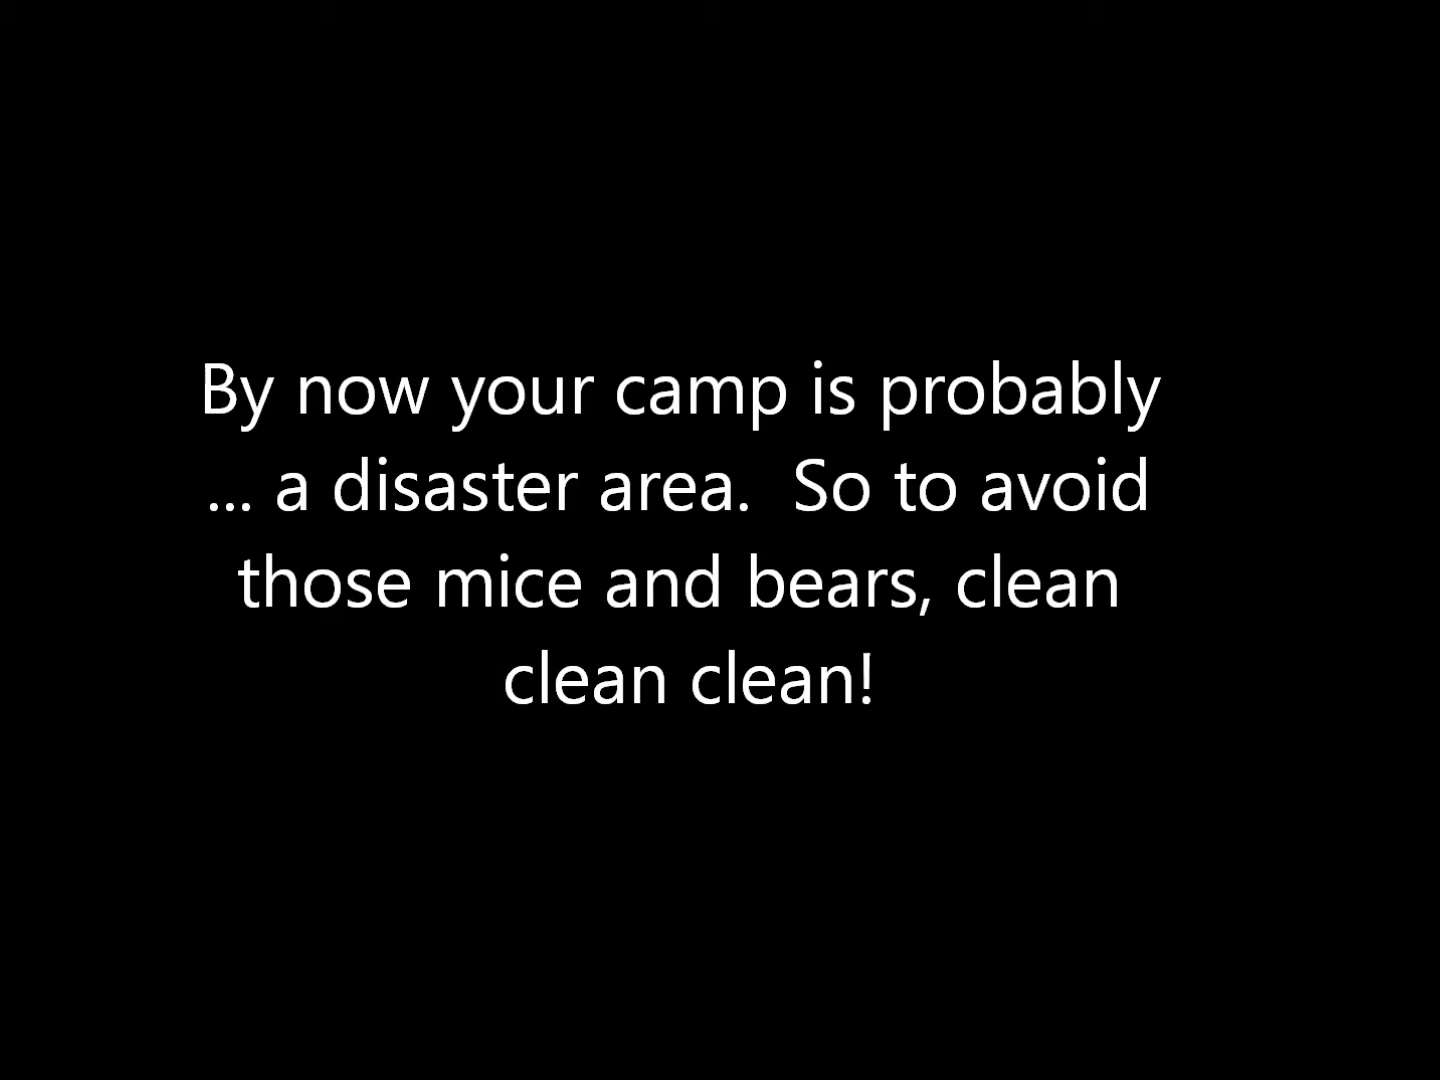 By now your camp is probably
... a disaster area.  So to avoid
those mice and bears, clean
clean clean!